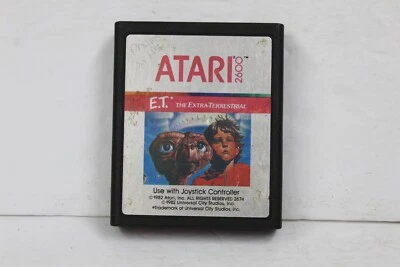 ATARI 2600
E.T.* THE EXTRA-TERRESTRIAL
Use with Joystick Controller
©1982 Atari, Inc. ALL RIGHTS RESERVED 2674
©1982 Universal City Studios, Inc.
*Trademark of Universal City Studios, Inc.